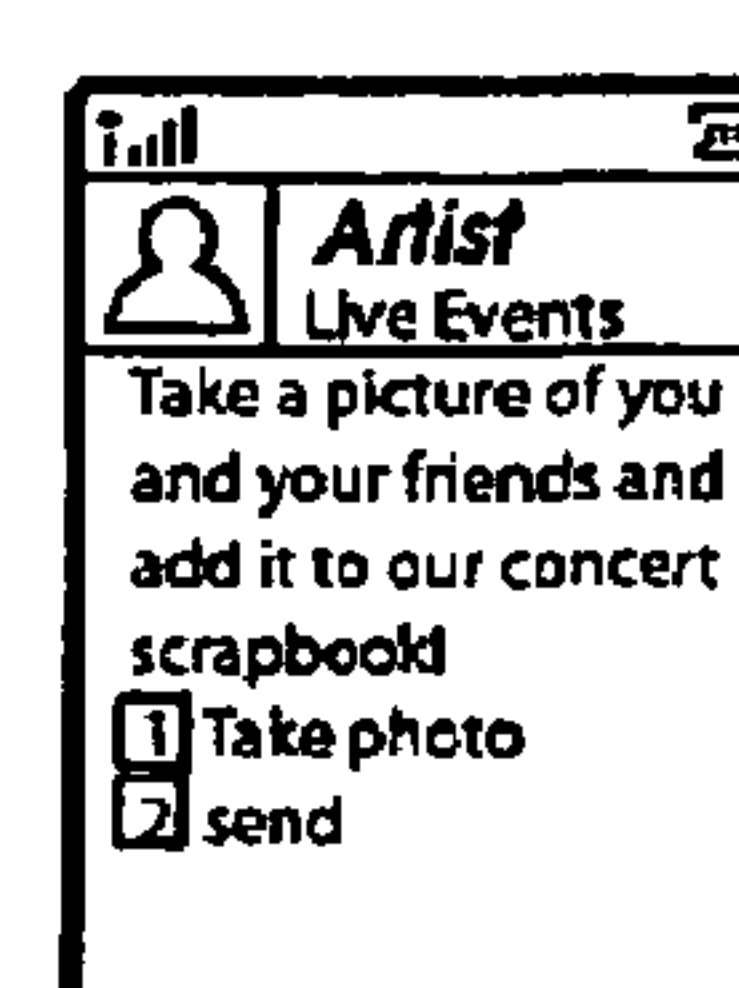 Artist
Live Events
Take a picture of you
and your friends and
add it to our concert
scrapbook!
1 Take photo
2 send